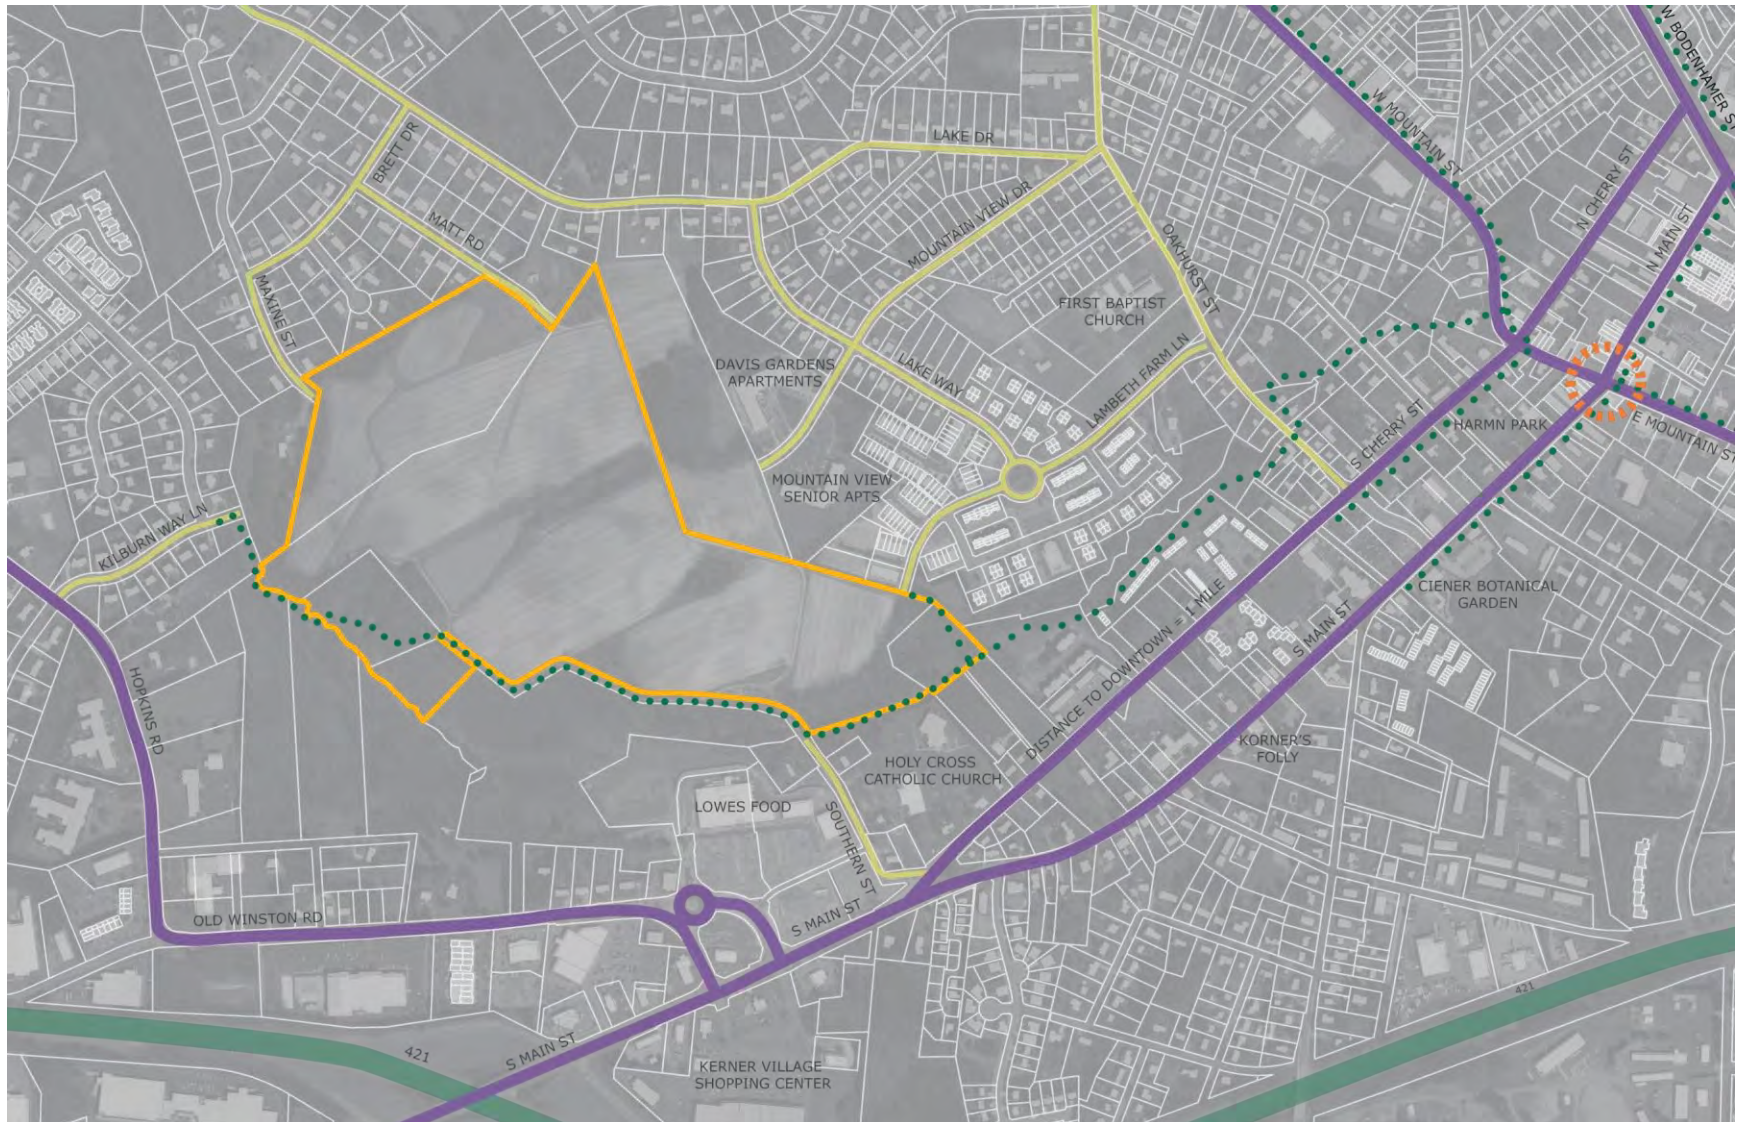 W BODENHAMER ST
W MOUNTAIN ST
LAKE DR
BRETT DR
N CHERRY ST
MATT RD
MOUNTAIN VIEW DR
N MAIN ST
OAKHURST ST
MAXINE ST
FIRST BAPTIST
CHURCH
DAVIS GARDENS
APARTMENTS
LAKE WAY
LAMBETH FARM LN
S CHERRY ST
HARMN PARK
E MOUNTAIN ST
MOUNTAIN VIEW
SENIOR APTS
KILBURN WAY LN
CIENER BOTANICAL
GARDEN
DISTANCE TO DOWNTOWN = 1 MILE
S MAIN ST
HOPKINS RD
KORNER'S
FOLLY
HOLY CROSS
CATHOLIC CHURCH
LOWES FOOD
SOUTHERN ST
OLD WINSTON RD
S MAIN ST
421
421
S MAIN ST
KERNER VILLAGE
SHOPPING CENTER